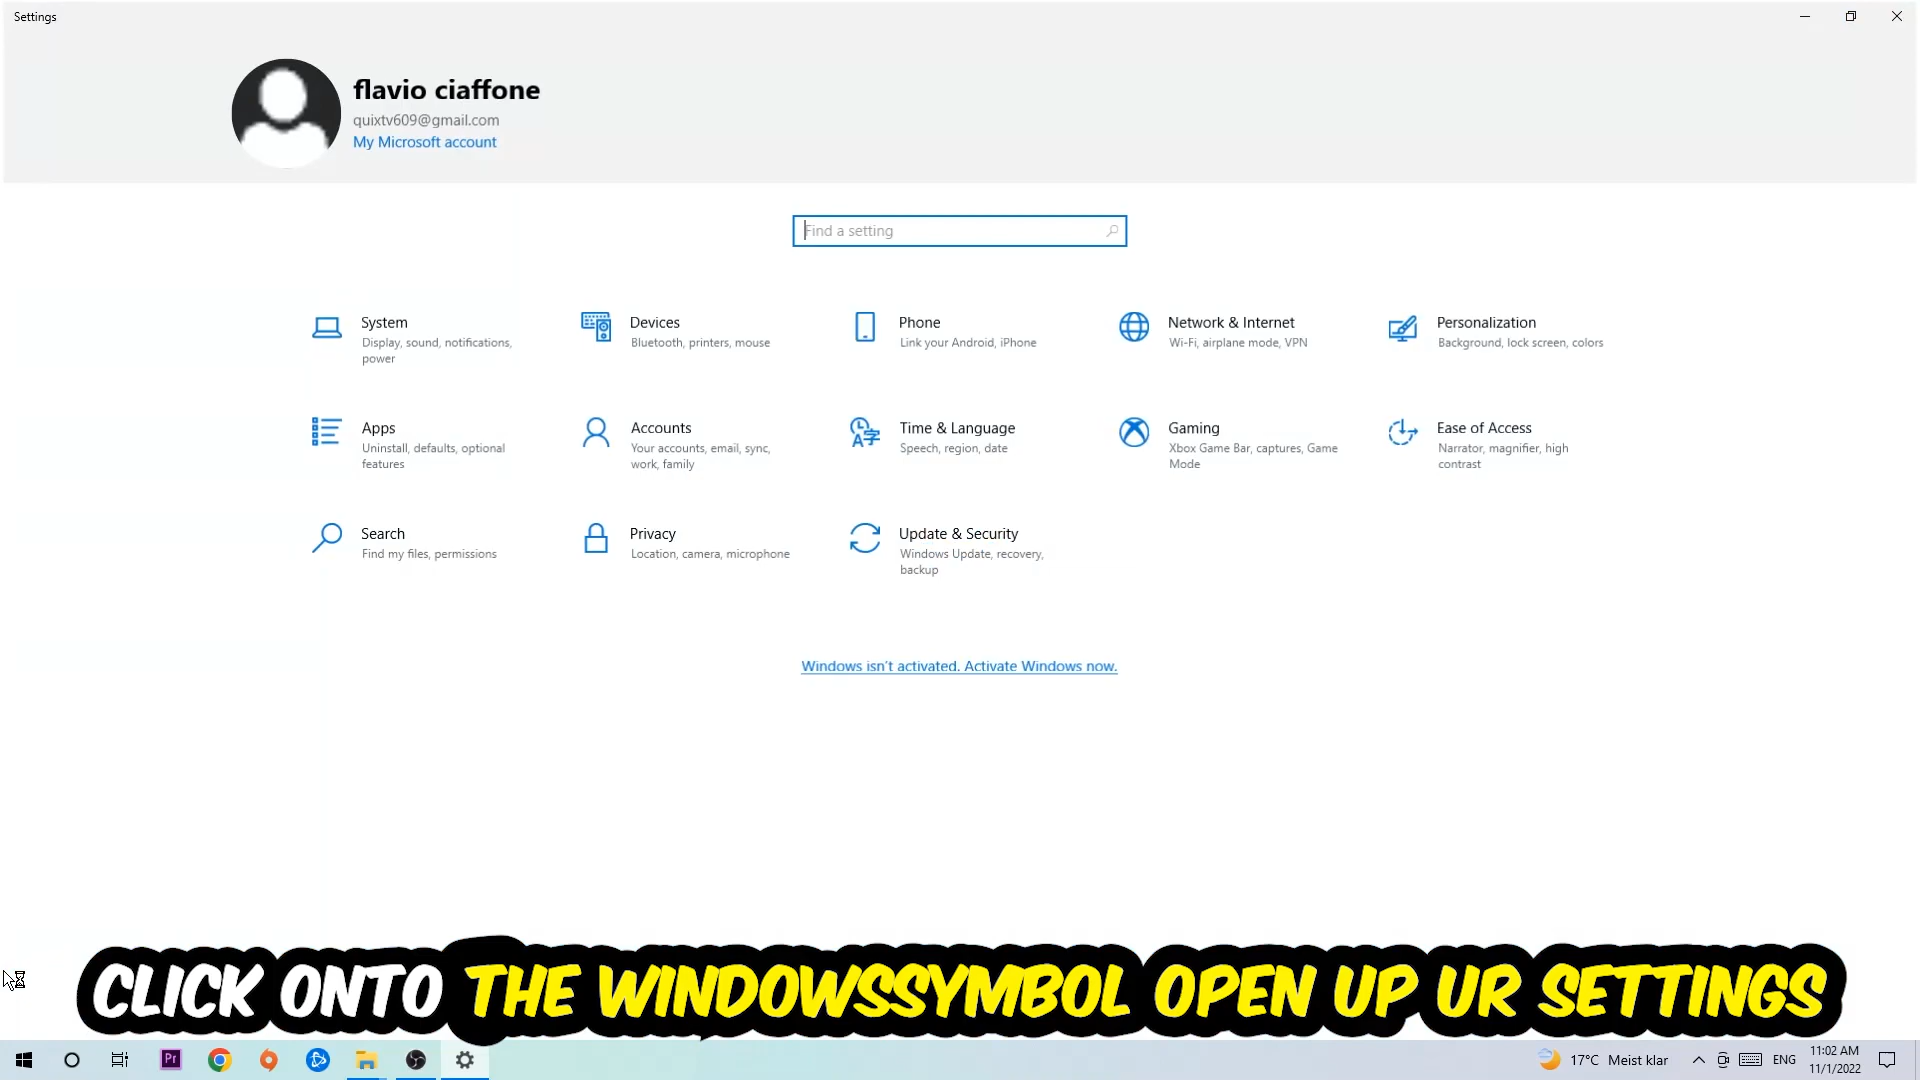 Settings
flavio ciaffone
quixtv609@gmail.com
My Microsoft account
Find a setting
System
Display, sound, notifications,
power
Devices
Bluetooth, printers, mouse
Phone
Link your Android, iPhone
Network & Internet
Wi-Fi, airplane mode, VPN
Personalization
Background, lock screen, colors
Apps
Uninstall, defaults, optional
features
Accounts
Your accounts, email, sync,
work, family
Time & Language
Speech, region, date
Gaming
Xbox Game Bar, captures, Game
Mode
Ease of Access
Narrator, magnifier, high
contrast
Search
Find my files, permissions
Privacy
Location, camera, microphone
Update & Security
Windows Update, recovery,
backup
Windows isn't activated. Activate Windows now.
CLICK ONTO THE WINDOWSSYMBOL OPEN UP UR SETTINGS
Pr
17°C Meist klar
ENG
11:02 AM
11/1/2022